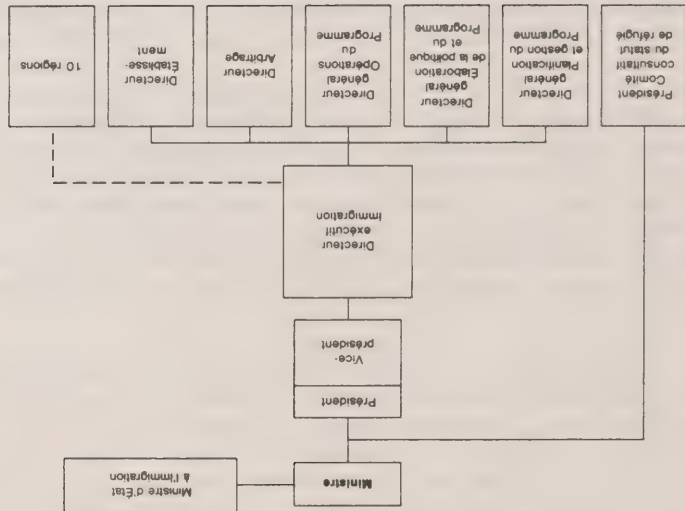 Ministre
Ministre d'État
à l'immigration
Président
Vice-
président
Directeur
exécutif
immigration
Président
Comité
consultatif
du statut
de réfugié
Directeur
général
Planification
et gestion du
Programme
Directeur
général
Élaboration
de la politique
et du
Programme
Directeur
général
Opérations
du
Programme
Directeur
Arbitrage
Directeur
Établisse-
ment
10 régions